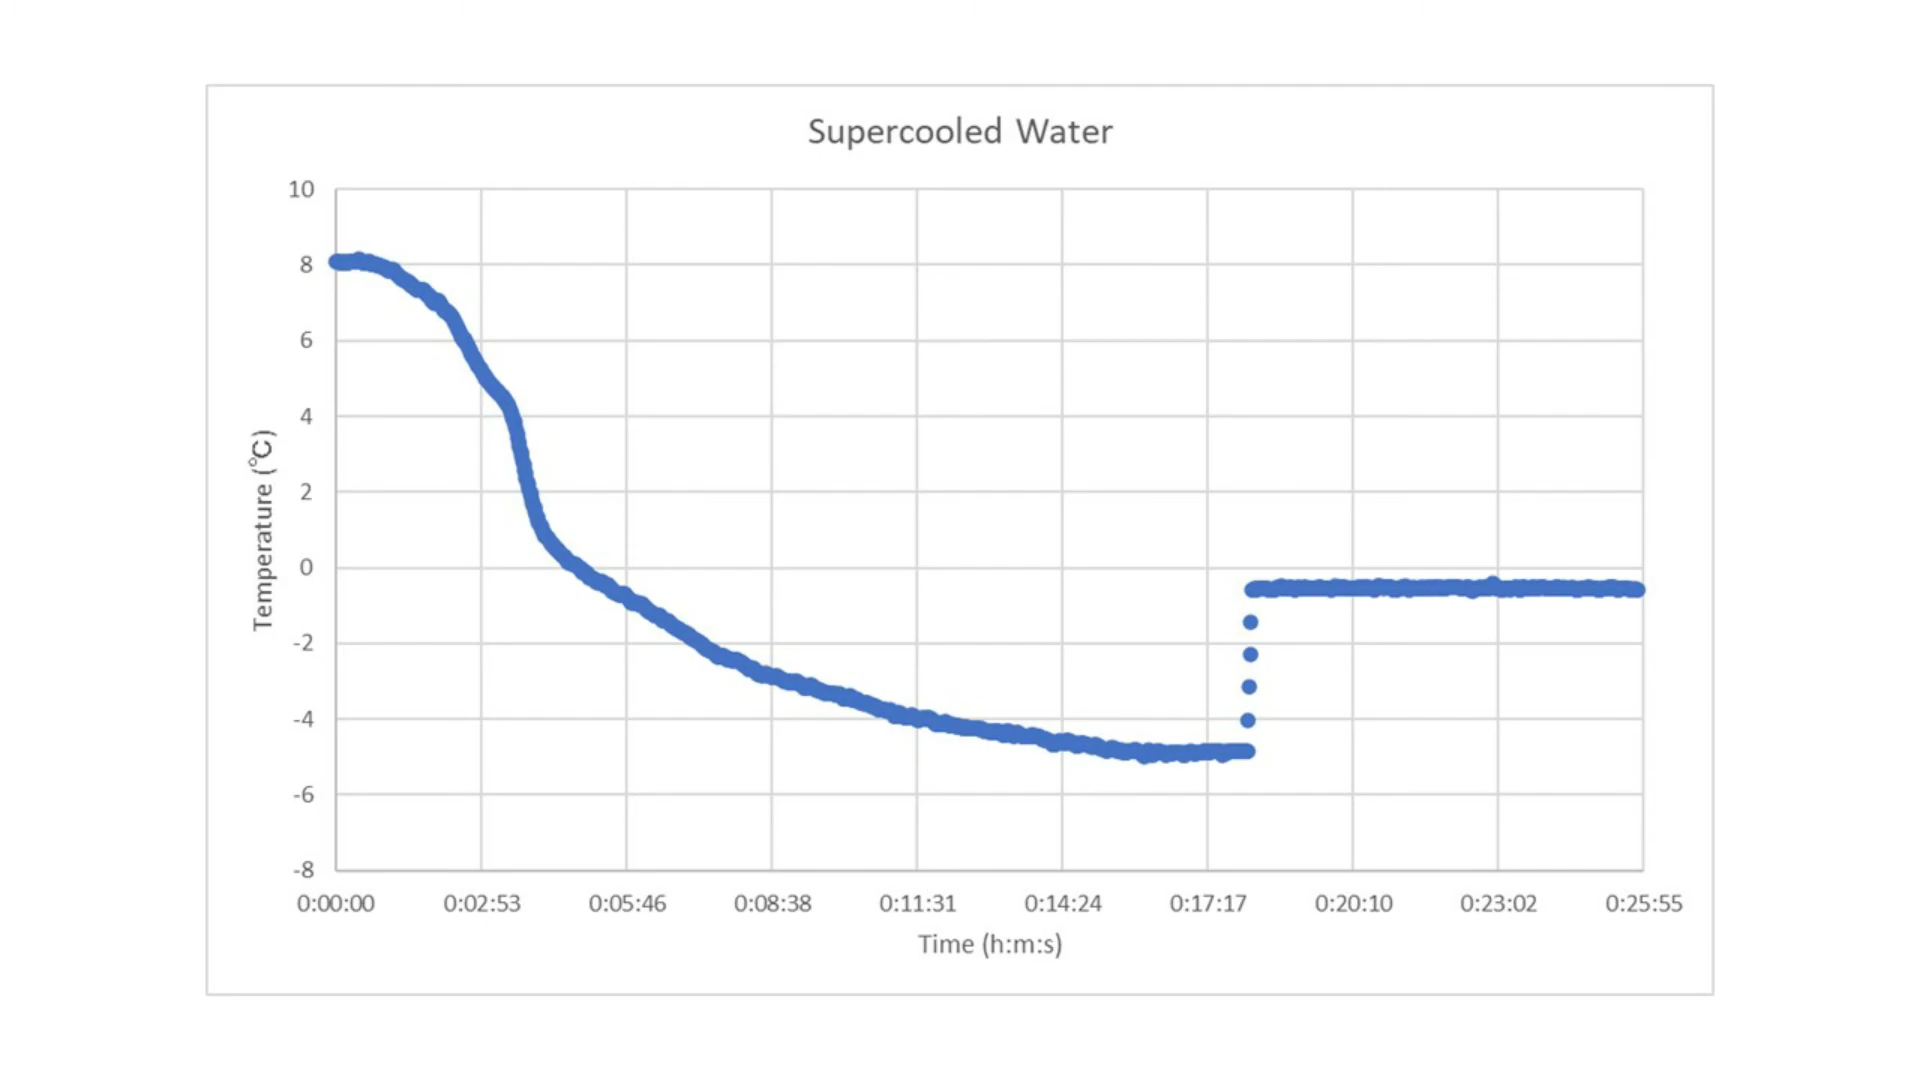 Supercooled Water
10
8
6
4
2
0
-2
-4
-6
-8
Temperature (℃)
0:00:00 0:02:53 0:05:46 0:08:38 0:11:31 0:14:24 0:17:17 0:20:10 0:23:02 0:25:55
Time (h:m:s)